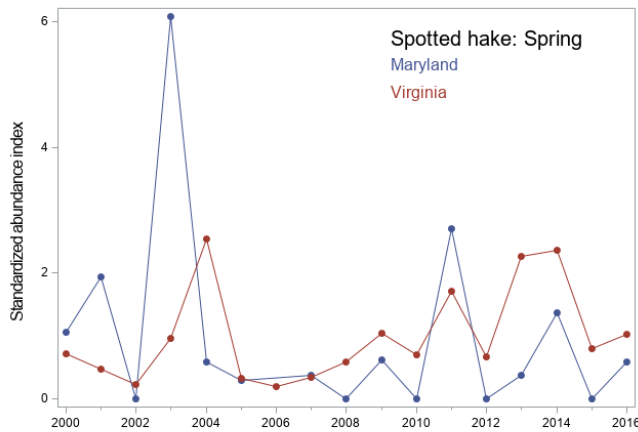 Spotted hake: Spring
Maryland
Virginia
Standardized abundance index
6
4
2
0
2000 2002 2004 2006 2008 2010 2012 2014 2016